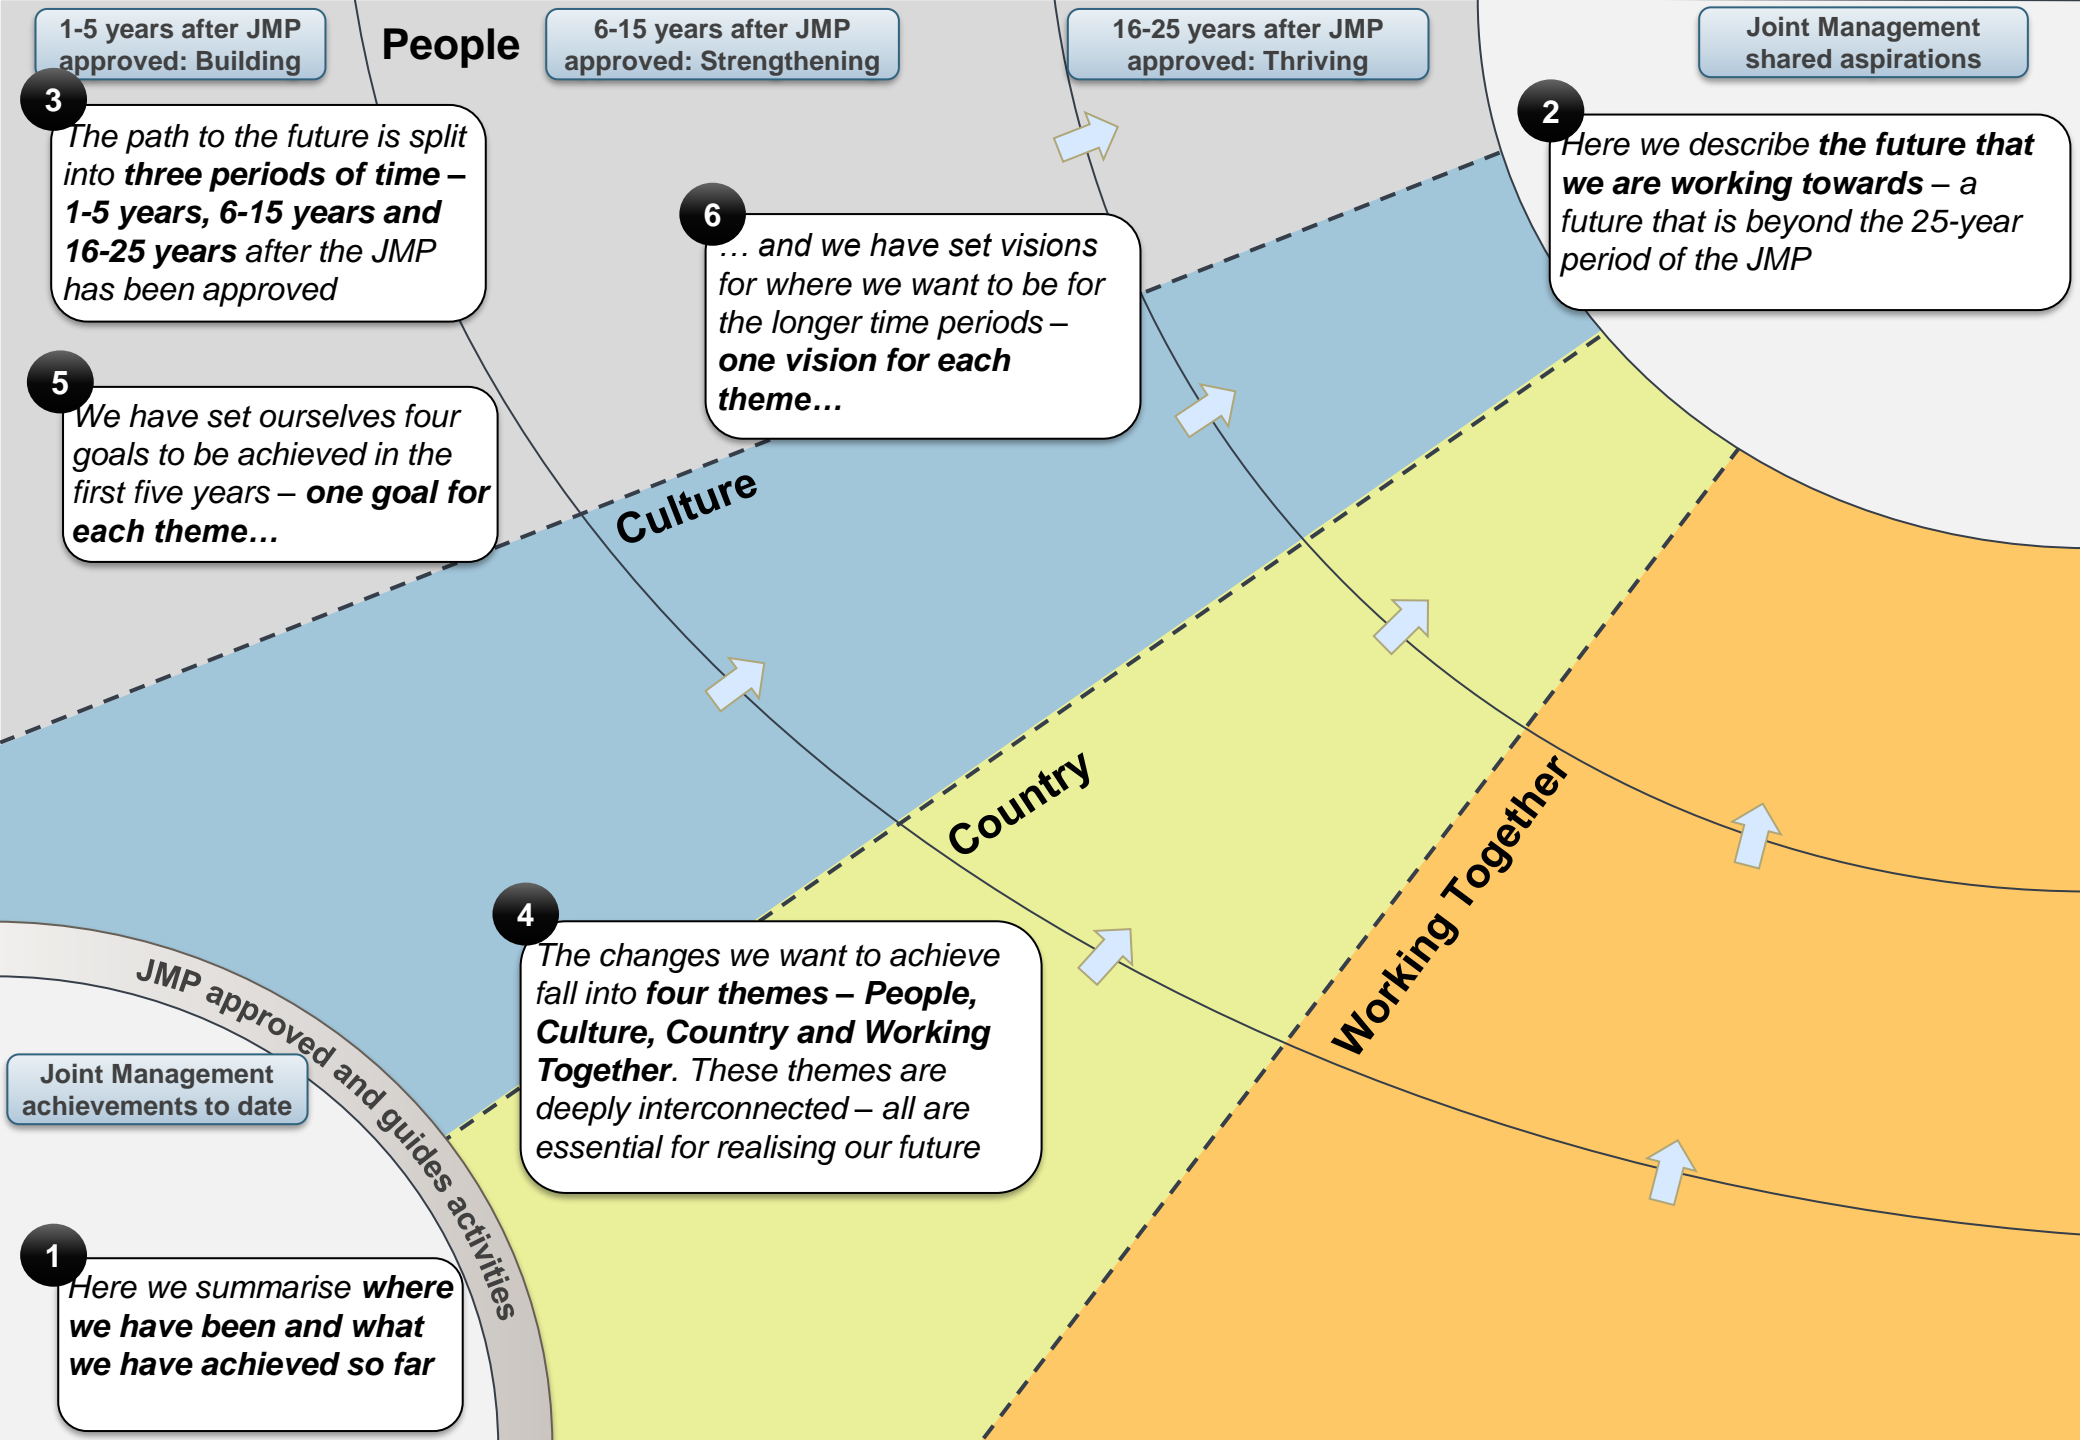 1-5 years after JMP
approved: Building
People
6-15 years after JMP
approved: Strengthening
16-25 years after JMP
approved: Thriving
Joint Management
shared aspirations
3
The path to the future is split
into three periods of time –
1-5 years, 6-15 years and
16-25 years after the JMP
has been approved
2
Here we describe the future that
we are working towards – a
future that is beyond the 25-year
period of the JMP
6
… and we have set visions
for where we want to be for
the longer time periods –
one vision for each
theme…
5
We have set ourselves four
goals to be achieved in the
first five years – one goal for
each theme…
Culture
Country
Working Together
4
The changes we want to achieve
fall into four themes – People,
Culture, Country and Working
Together. These themes are
deeply interconnected – all are
essential for realising our future
JMP approved and guides activities
Joint Management
achievements to date
1
Here we summarise where
we have been and what
we have achieved so far